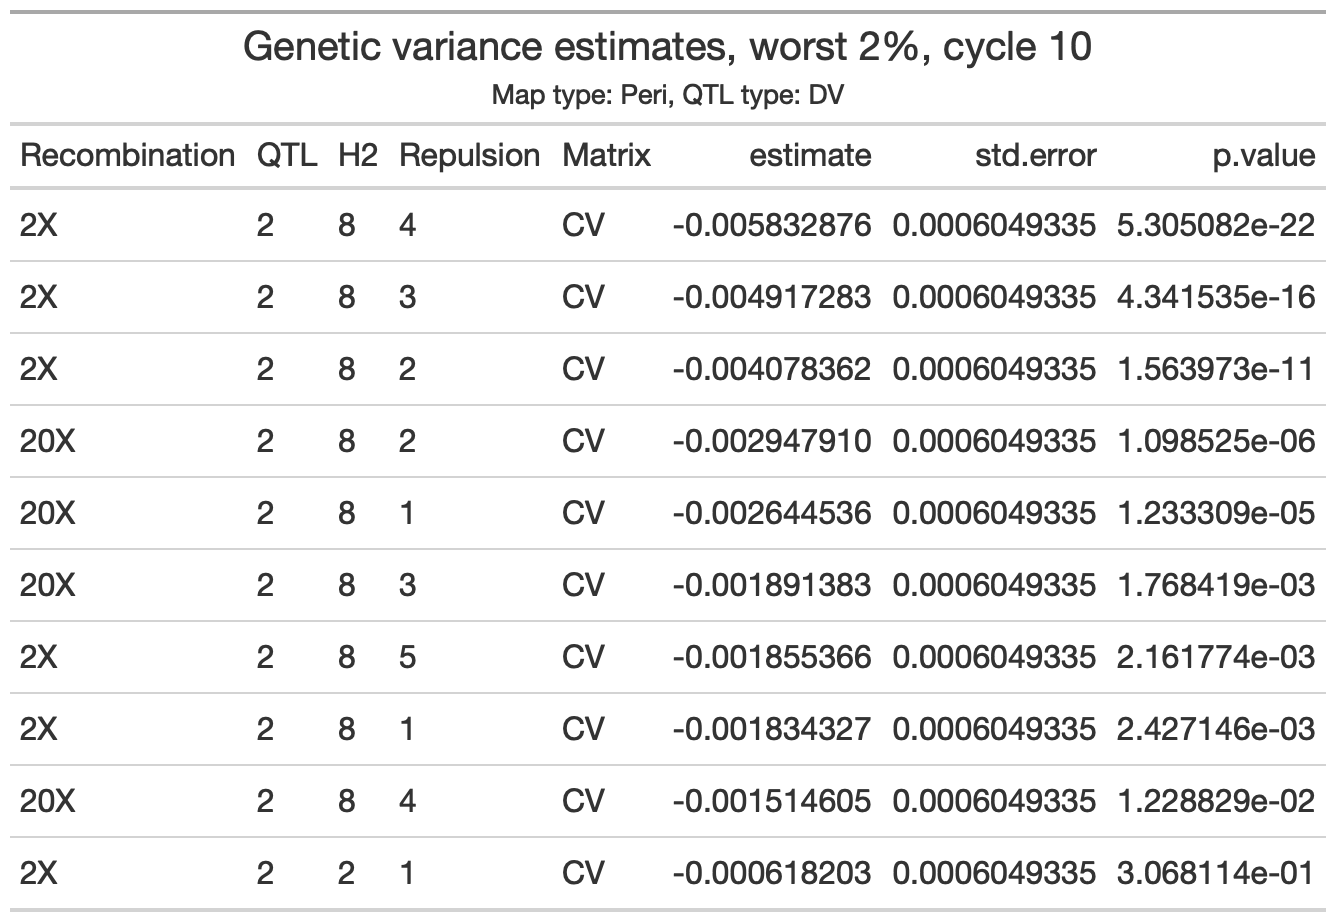 Genetic variance estimates, worst 2%, cycle 10
Map type: Peri, QTL type: DV
Recombination QTL H2 Repulsion Matrix estimate std.error p.value
2X 2 8 4 CV -0.005832876 0.0006049335 5.305082e-22
2X 2 8 3 CV -0.004917283 0.0006049335 4.341535e-16
2X 2 8 2 CV -0.004078362 0.0006049335 1.563973e-11
20X 2 8 2 CV -0.002947910 0.0006049335 1.098525e-06
20X 2 8 1 CV -0.002644536 0.0006049335 1.233309e-05
20X 2 8 3 CV -0.001891383 0.0006049335 1.768419e-03
2X 2 8 5 CV -0.001855366 0.0006049335 2.161774e-03
2X 2 8 1 CV -0.001834327 0.0006049335 2.427146e-03
20X 2 8 4 CV -0.001514605 0.0006049335 1.228829e-02
2X 2 2 1 CV -0.000618203 0.0006049335 3.068114e-01